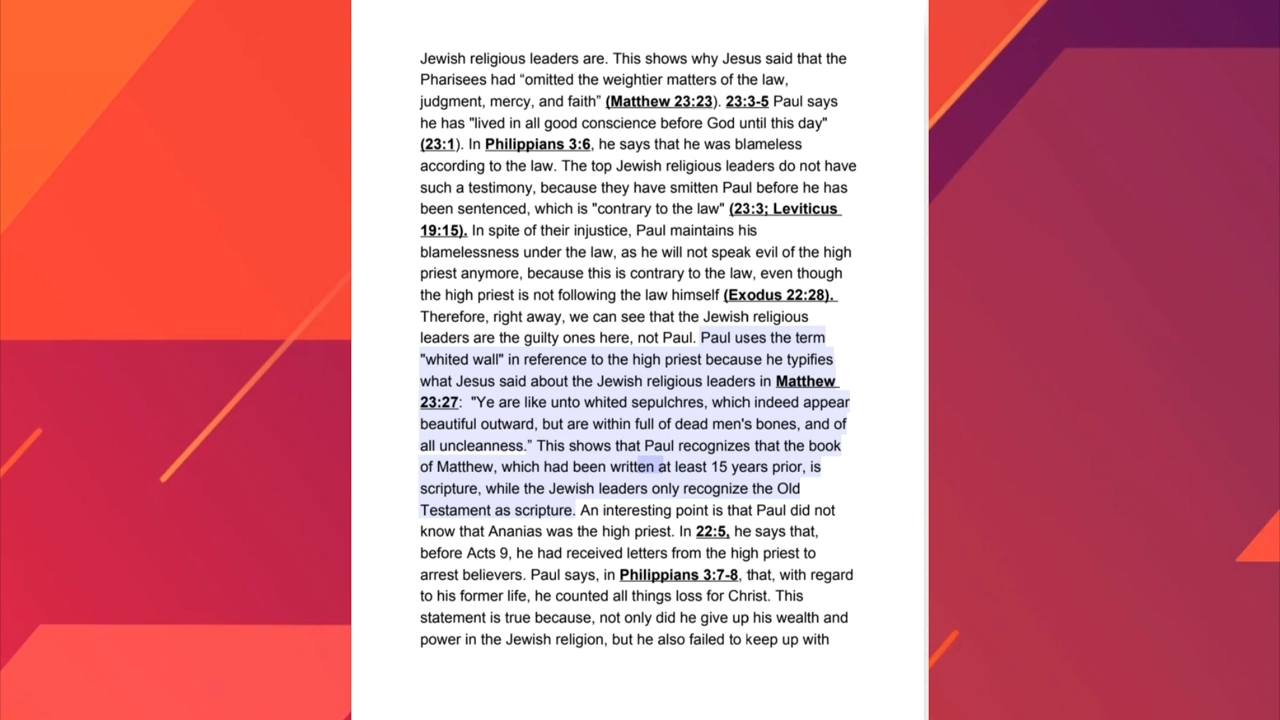 Jewish religious leaders are. This shows why Jesus said that the
Pharisees had “omitted the weightier matters of the law,
judgment, mercy, and faith” (Matthew 23:23). 23:3-5 Paul says
he has "lived in all good conscience before God until this day"
(23:1). In Philippians 3:6, he says that he was blameless
according to the law. The top Jewish religious leaders do not have
such a testimony, because they have smitten Paul before he has
been sentenced, which is "contrary to the law" (23:3; Leviticus
19:15). In spite of their injustice, Paul maintains his
blamelessness under the law, as he will not speak evil of the high
priest anymore, because this is contrary to the law, even though
the high priest is not following the law himself (Exodus 22:28).
Therefore, right away, we can see that the Jewish religious
leaders are the guilty ones here, not Paul. Paul uses the term
"whited wall" in reference to the high priest because he typifies
what Jesus said about the Jewish religious leaders in Matthew
23:27:  "Ye are like unto whited sepulchres, which indeed appear
beautiful outward, but are within full of dead men's bones, and of
all uncleanness.” This shows that Paul recognizes that the book
of Matthew, which had been written at least 15 years prior, is
scripture, while the Jewish leaders only recognize the Old
Testament as scripture. An interesting point is that Paul did not
know that Ananias was the high priest. In 22:5, he says that,
before Acts 9, he had received letters from the high priest to
arrest believers. Paul says, in Philippians 3:7-8, that, with regard
to his former life, he counted all things loss for Christ. This
statement is true because, not only did he give up his wealth and
power in the Jewish religion, but he also failed to keep up with